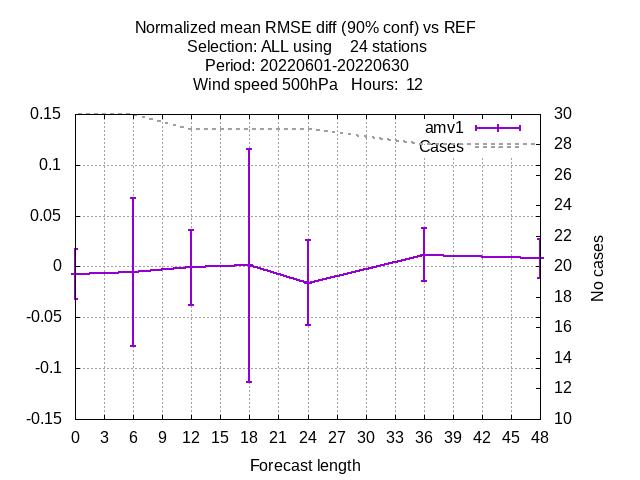 Normalized mean RMSE diff (90% conf) vs REF
Selection: ALL using    24 stations
Period: 20220601-20220630
Wind speed 500hPa   Hours:  12
0.15
0.1
0.05
0
-0.05
-0.1
-0.15
amv1
Cases
30
28
26
24
22
20
18
16
14
12
10
No cases
0 3 6 9 12 15 18 21 24 27 30 33 36 39 42 45 48
Forecast length